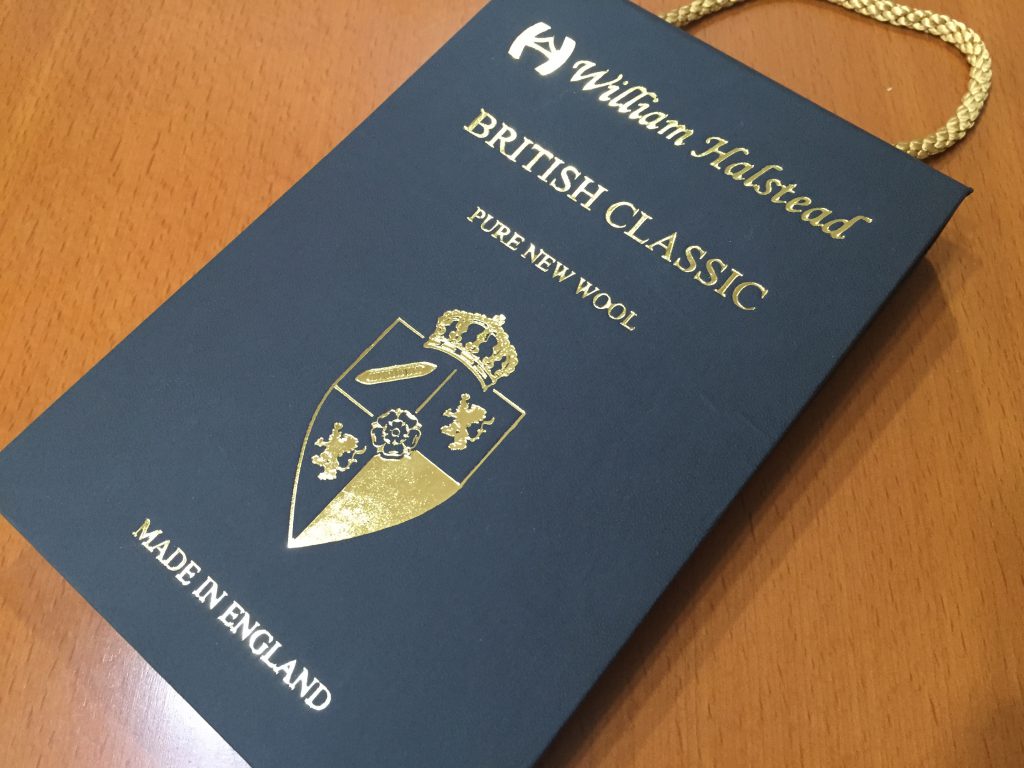 William Halstead
BRITISH CLASSIC
PURE NEW WOOL
MADE IN ENGLAND